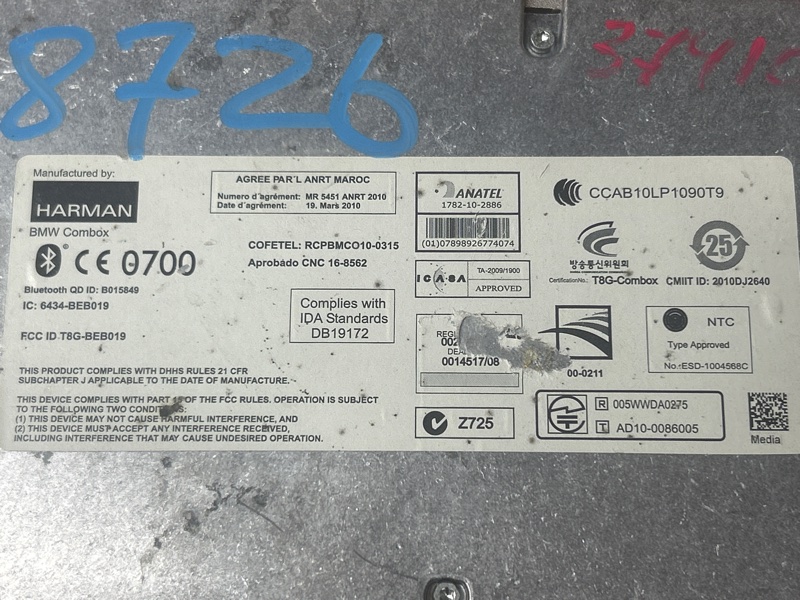 8726
Manufactured by:
HARMAN
BMW Combox
CE 0700
Bluetooth QD ID: B015849
IC: 6434-BEB019
FCC ID T8G-BEB019
THIS PRODUCT COMPLIES WITH DHHS RULES 21 CFR
SUBCHAPTER J APPLICABLE TO THE DATE OF MANUFACTURE.
THIS DEVICE COMPLIES WITH PART 15 OF THE FCC RULES. OPERATION IS SUBJECT
TO THE FOLLOWING TWO CONDITIONS:
(1) THIS DEVICE MAY NOT CAUSE HARMFUL INTERFERENCE, AND
(2) THIS DEVICE MUST ACCEPT ANY INTERFERENCE RECEIVED,
INCLUDING INTERFERENCE THAT MAY CAUSE UNDESIRED OPERATION.
AGREE PAR'L ANRT MAROC
Numero d'agrément: MR 5451 ANRT 2010
Date d'agrément: 19. Mars 2010
COFETEL: RCPBMCO10-0315
Aprobado CNC 16-8562
Complies with
IDA Standards
DB19172
ANATEL
1782-10-2886
(01)07898926774074
ICASA
TA-2009/1900
APPROVED
0014517/08
Z725
CCAB10LP1090T9
방송통신위원회
CertificationNo.: T8G-Combox
25
CMIIT ID: 2010DJ2640
00-0211
NTC
Type Approved
No.:ESD-1004568C
R 005WWDA0275
T AD10-0086005
Media